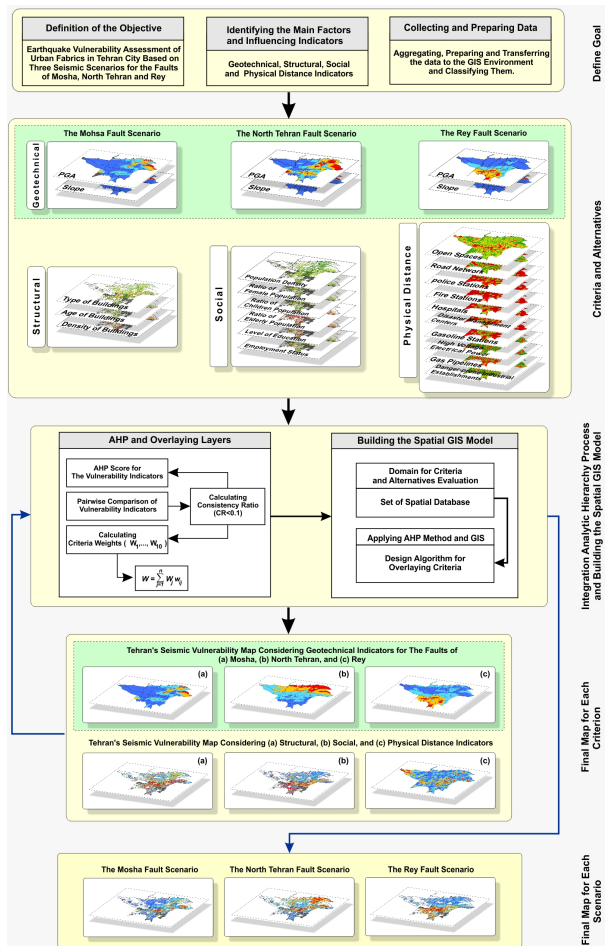 Definition of the Objective
Earthquake Vulnerability Assessment of
Urban Fabrics in Tehran City Based on
Three Seismic Scenarios for the Faults
of Mosha, North Tehran and Rey
Identifying the Main Factors
and Influencing Indicators
Geotechnical, Structural, Social
and Physical Distance Indicators
Collecting and Preparing Data
Aggregating, Preparing and Transferring
the data to the GIS Environment
and Classifying Them.
Define Goal
The Mohsa Fault Scenario
The North Tehran Fault Scenario
The Rey Fault Scenario
Geotechnical
PGA
Slope
PGA
Slope
PGA
Slope
Structural
Type of Buildings
Age of Buildings
Density of Buildings
Social
Population Density
Ratio of
Female Population
Ratio of
Children Population
Ratio of
Elderly Population
Level of Education
Employment Status
Physical Distance
Open Spaces
Road Network
police Stations
Fire Stations
Hospitals
Disaster Management
Centers
Gasoline Stations
High Voltage
Electrical Power
Gas Pipelines
Dangerous Industrial
Establishments
Criteria and Alternatives
AHP and Overlaying Layers
AHP Score for
The Vulnerability Indicators
Pairwise Comparison of
Vulnerability Indicators
Calculating
Consistency Ratio
(CR<0.1)
Calculating
Criteria Weights ( W1,..., W10 )
W = n∑j=1 Wj wij
Building the Spatial GIS Model
Domain for Criteria
and Alternatives Evaluation
Set of Spatial Database
Applying AHP Method and GIS
Design Algorithm for
Overlaying Criteria
Integration Analytic Hierarchy Process
and Building the Spatial GIS Model
Tehran's Seismic Vulnerability Map Considering Geotechnical Indicators for The Faults of
(a) Mosha, (b) North Tehran, and (c) Rey
(a)
(b)
(c)
Tehran's Seismic Vulnerability Map Considering (a) Structural, (b) Social, and (c) Physical Distance Indicators
(a)
(b)
(c)
Final Map for Each
Criterion
The Mosha Fault Scenario
The North Tehran Fault Scenario
The Rey Fault Scenario
Final Map for Each
Scenario